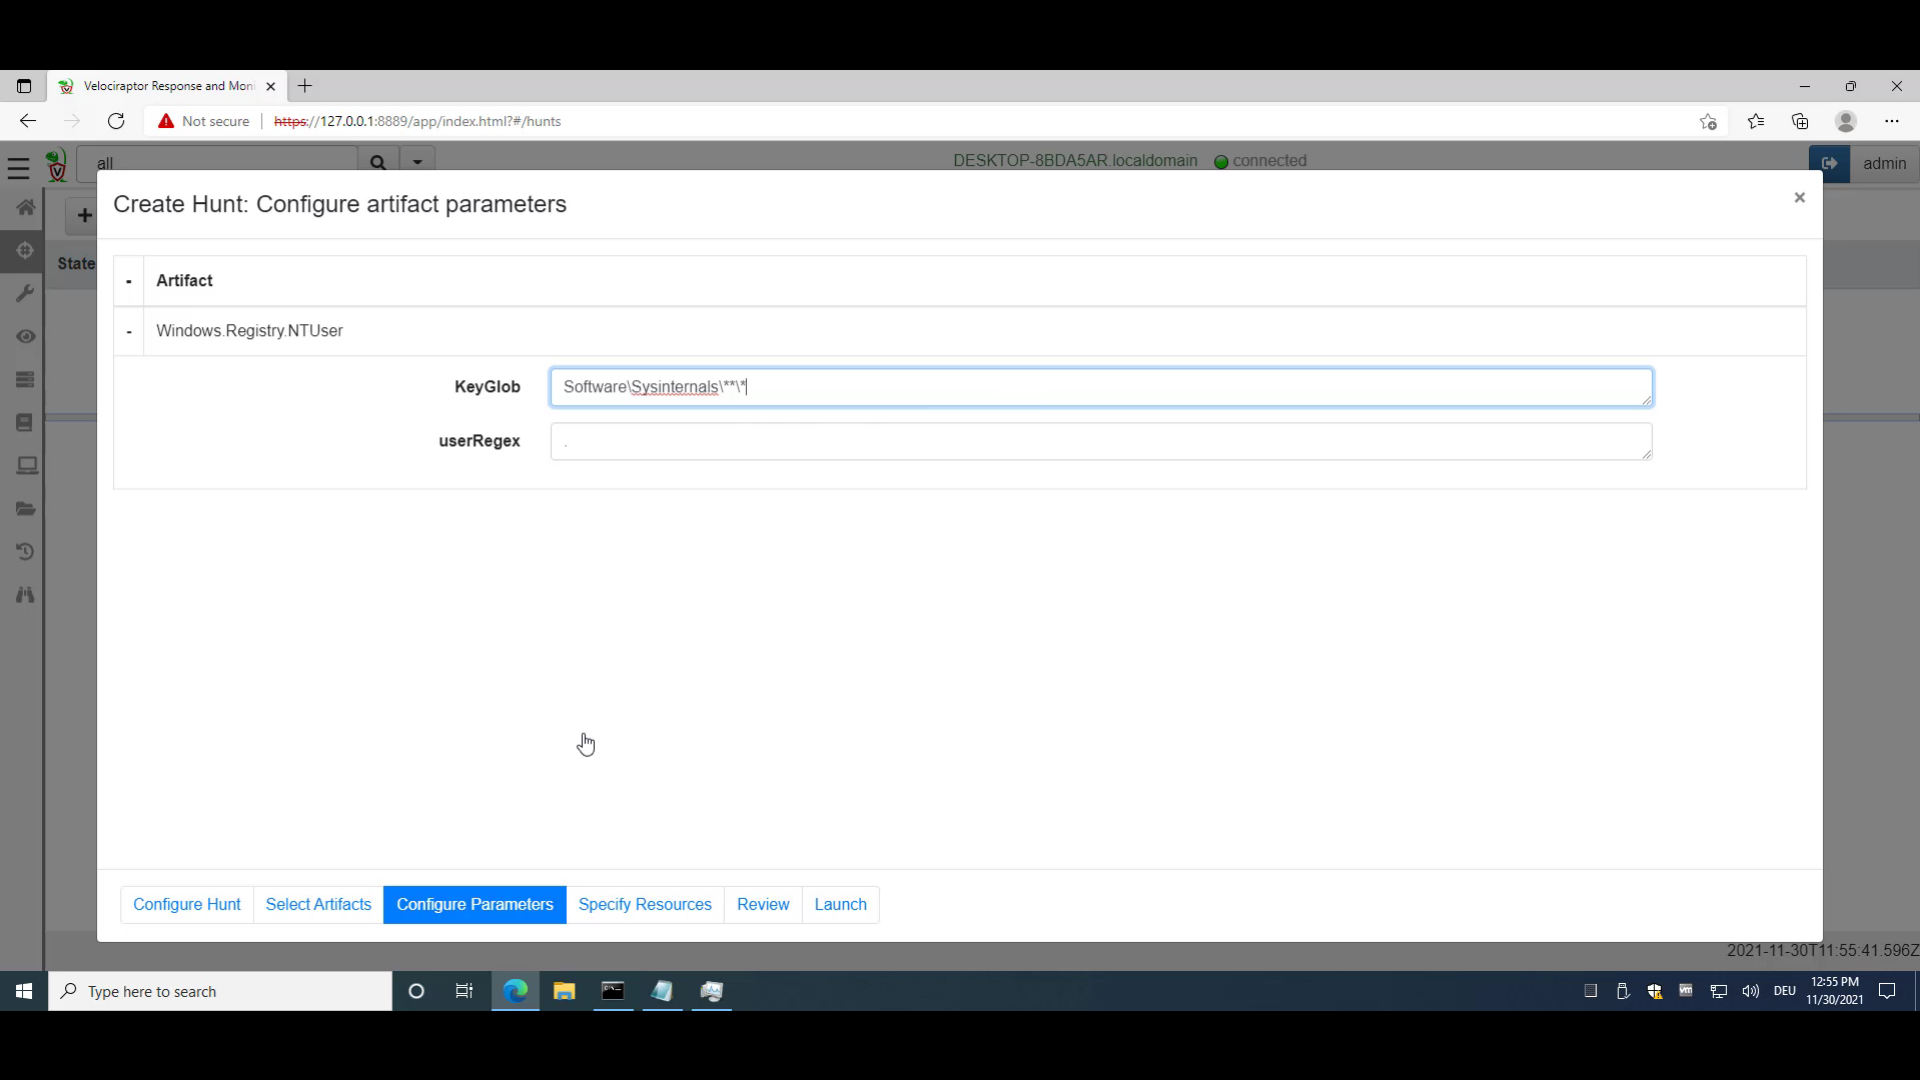 Velociraptor Response and Moni
Not secure
https://127.0.0.1:8889/app/index.html?#/hunts
all
DESKTOP-8BDA5AR.localdomain
connected
admin
Create Hunt: Configure artifact parameters
×
State
- Artifact
- Windows.Registry.NTUser
KeyGlob Software\Sysinternals\**\*
userRegex .
Configure Hunt Select Artifacts Configure Parameters Specify Resources Review Launch
2021-11-30T11:55:41.596Z
Type here to search
DEU
12:55 PM
11/30/2021